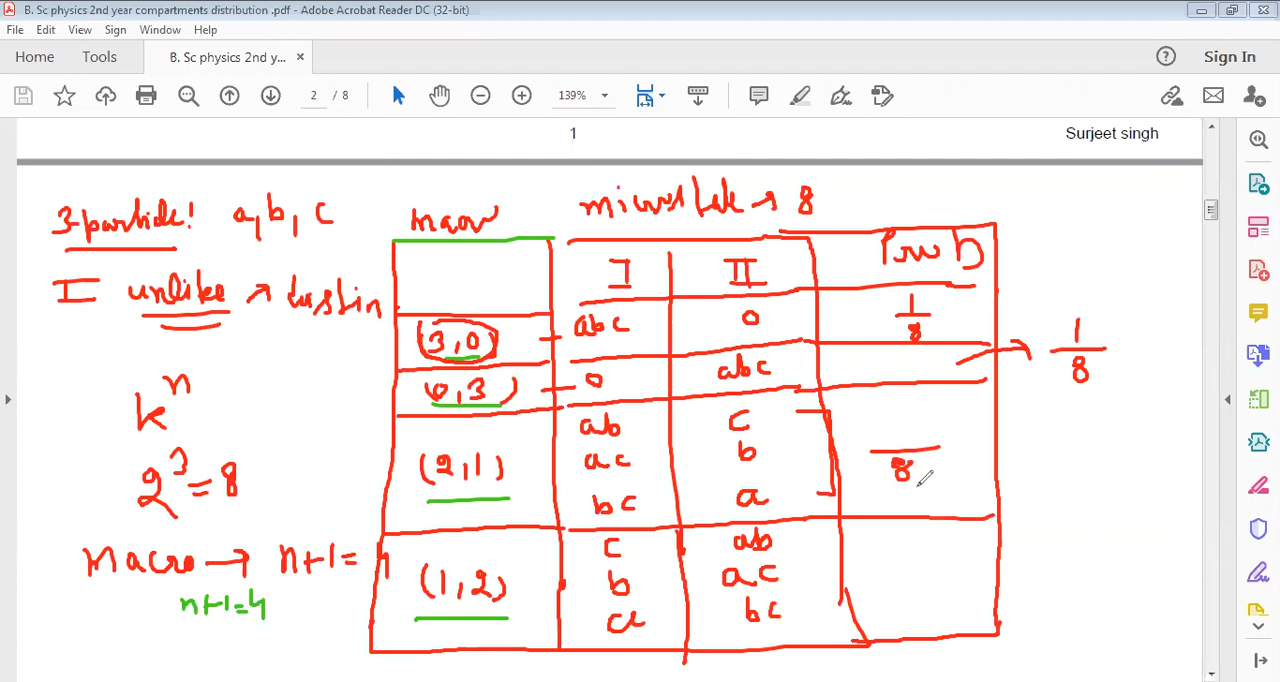 B. Sc physics 2nd year compartments distribution .pdf - Adobe Acrobat Reader DC (32-bit)
File Edit View Sign Window Help
Home Tools B. Sc physics 2nd y... × Sign In
2 / 8 139%
1 Surjeet singh
3-particle! a, b, c macro microstate → 8
I unlike →
I II Prob
(3,0) abc 0 1/8
(0,3) 0 abc → 1/8
(2,1) ab c
ac b
bc a
8
(1,2) c ab
b ac
a bc
k^n
2^3 = 8
Macro → n+1 = 4
n+1=4